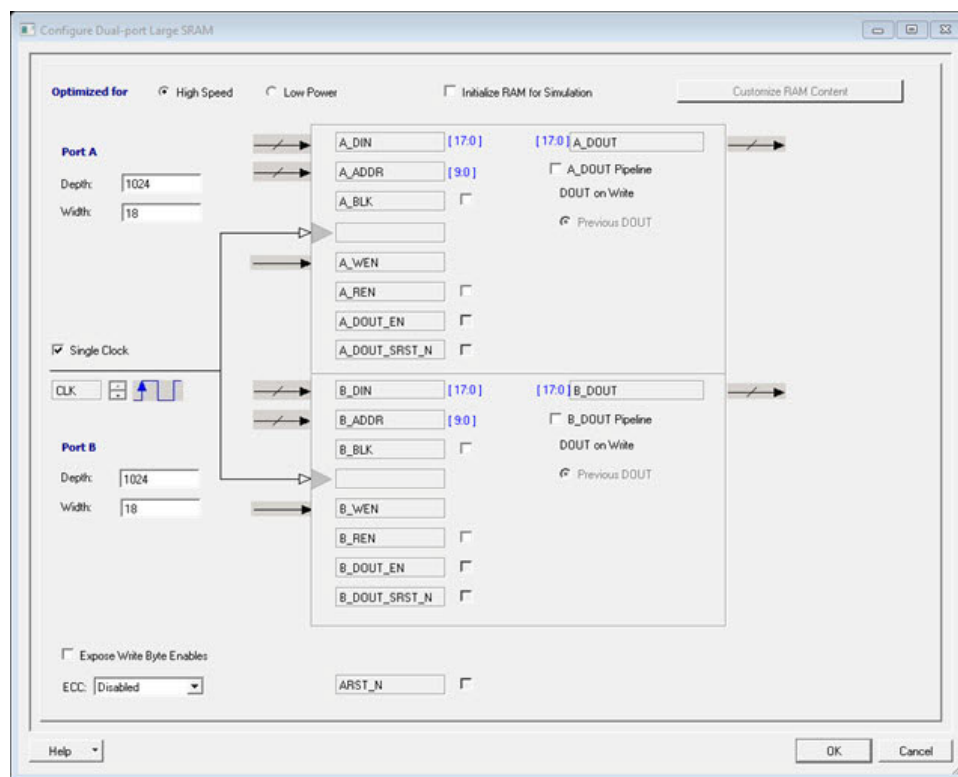 Configure Dual-port Large SRAM
Optimized for High Speed Low Power Initialize RAM for Simulation Customize RAM Content
Port A
Depth: 1024
Width: 18
A_DIN [17:0] [17:0] A_DOUT
A_ADDR [9:0] A_DOUT Pipeline
A_BLK DOUT on Write
Previous DOUT
A_WEN
A_REN
A_DOUT_EN
A_DOUT_SRST_N
Single Clock
CLK
B_DIN [17:0] [17:0] B_DOUT
B_ADDR [9:0] B_DOUT Pipeline
Port B
B_BLK DOUT on Write
Depth: 1024
Previous DOUT
Width: 18
B_WEN
B_REN
B_DOUT_EN
B_DOUT_SRST_N
Expose Write Byte Enables
ECC: Disabled ARST_N
Help OK Cancel